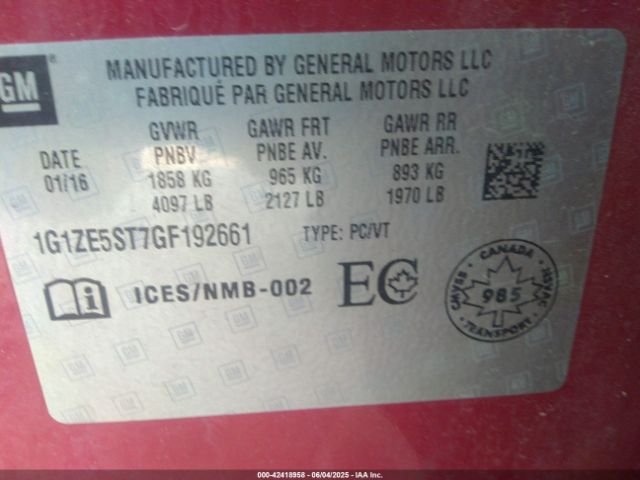 GM
MANUFACTURED BY GENERAL MOTORS LLC
FABRIQUÉ PAR GENERAL MOTORS LLC
GVWR GAWR FRT GAWR RR
DATE PNBV PNBE AV. PNBE ARR.
01/16 1858 KG 965 KG 893 KG
4097 LB 2127 LB 1970 LB
1G1ZE5ST7GF192661 TYPE: PC/VT
ICES/NMB-002 EC
CANADA
CMVSS 985 NSVAC
TRANSPORT
000-42418958 - 06/04/2025 - IAA Inc.